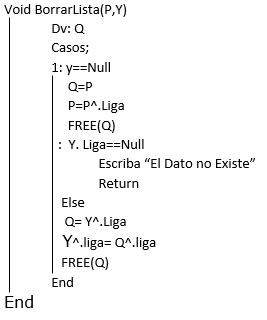 Void BorrarLista(P,Y)
Dv: Q
Casos;
1: y==Null
Q=P
P=P^.Liga
FREE(Q)
: Y. Liga==Null
Escriba “El Dato no Existe”
Return
Else
Q= Y^.Liga
Y^.liga= Q^.liga
FREE(Q)
End
End